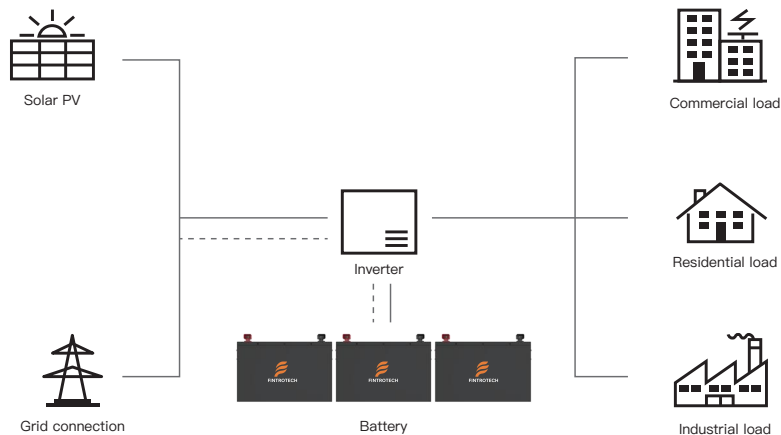 Solar PV
Commercial load
Inverter
Residential load
FINTROTECH
FINTROTECH
FINTROTECH
Grid connection
Battery
Industrial load